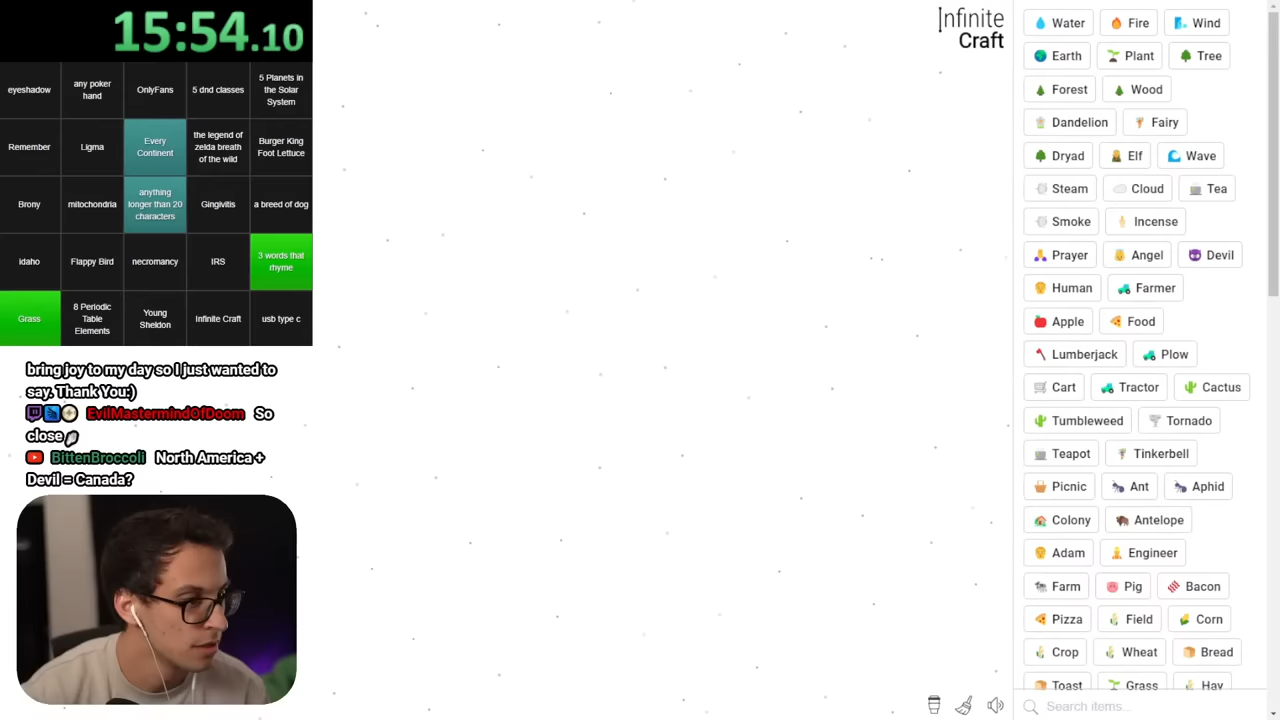 15:54.10
eyeshadow
any poker
hand
OnlyFans
5 dnd classes
5 Planets in
the Solar
System
Remember
Ligma
Every
Continent
the legend of
zelda breath
of the wild
Burger King
Foot Lettuce
Brony
mitochondria
anything
longer than 20
characters
Gingivitis
a breed of dog
idaho
Flappy Bird
necromancy
IRS
3 words that
rhyme
Grass
8 Periodic
Table
Elements
Young
Sheldon
Infinite Craft
usb type c
bring joy to my day so I just wanted to
say. Thank You:)
EvilMastermindOfDoom So
close
BittenBroccoli North America +
Devil = Canada?
Infinite
Craft
Water Fire Wind
Earth Plant Tree
Forest Wood
Dandelion Fairy
Dryad Elf Wave
Steam Cloud Tea
Smoke Incense
Prayer Angel Devil
Human Farmer
Apple Food
Lumberjack Plow
Cart Tractor Cactus
Tumbleweed Tornado
Teapot Tinkerbell
Picnic Ant Aphid
Colony Antelope
Adam Engineer
Farm Pig Bacon
Pizza Field Corn
Crop Wheat Bread
Toast Grass Hay
Search items...